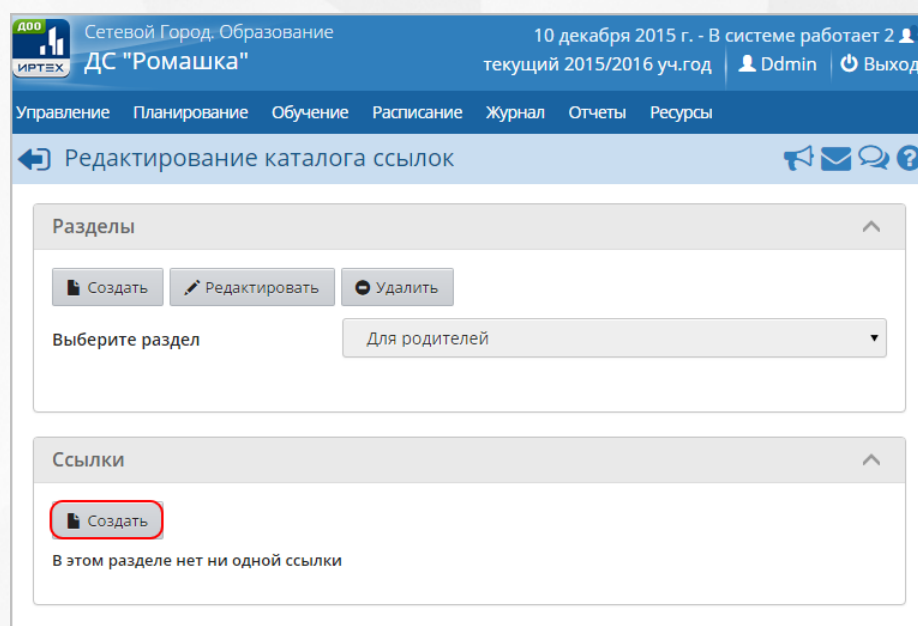 ДОО
ИРТЕХ
Сетевой Город. Образование
ДС "Ромашка"
10 декабря 2015 г. - В системе работает 2
текущий 2015/2016 уч.год Ddmin Выход
Управление Планирование Обучение Расписание Журнал Отчеты Ресурсы
Редактирование каталога ссылок
Разделы
Создать Редактировать Удалить
Выберите раздел Для родителей
Ссылки
Создать
В этом разделе нет ни одной ссылки